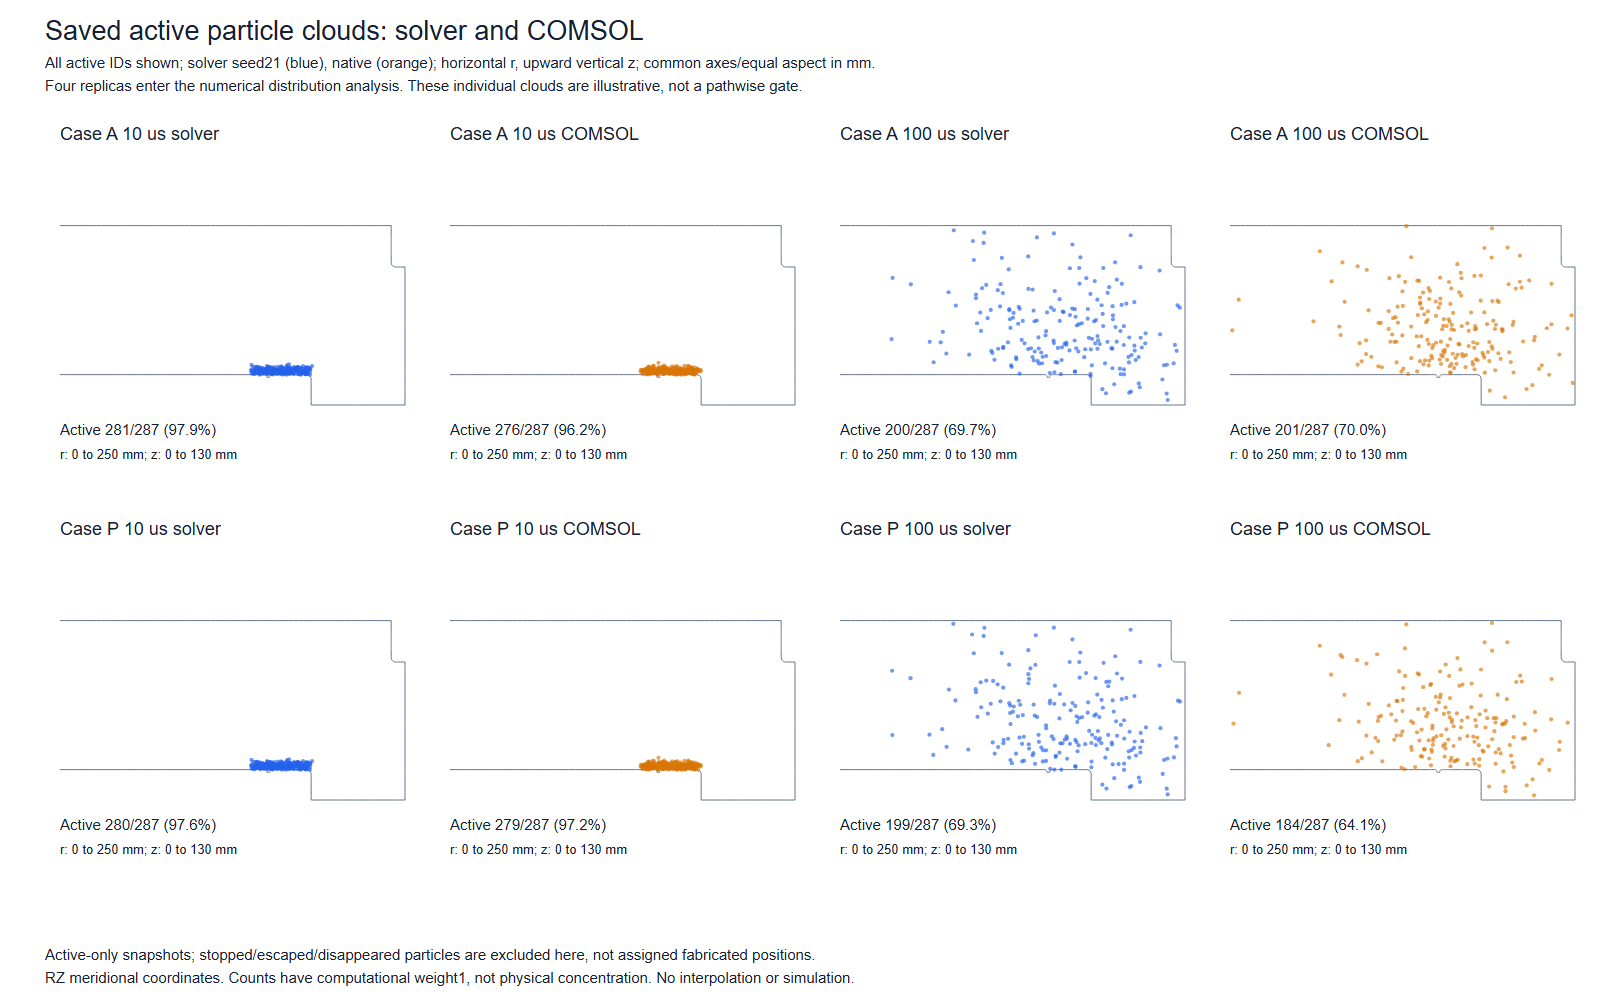 Saved active particle clouds: solver and COMSOL
All active IDs shown; solver seed21 (blue), native (orange); horizontal r, upward vertical z; common axes/equal aspect in mm.
Four replicas enter the numerical distribution analysis. These individual clouds are illustrative, not a pathwise gate.
Case A 10 us solver
Case A 10 us COMSOL
Case A 100 us solver
Case A 100 us COMSOL
Active 281/287 (97.9%)
Active 276/287 (96.2%)
Active 200/287 (69.7%)
Active 201/287 (70.0%)
r: 0 to 250 mm; z: 0 to 130 mm
r: 0 to 250 mm; z: 0 to 130 mm
r: 0 to 250 mm; z: 0 to 130 mm
r: 0 to 250 mm; z: 0 to 130 mm
Case P 10 us solver
Case P 10 us COMSOL
Case P 100 us solver
Case P 100 us COMSOL
Active 280/287 (97.6%)
Active 279/287 (97.2%)
Active 199/287 (69.3%)
Active 184/287 (64.1%)
r: 0 to 250 mm; z: 0 to 130 mm
r: 0 to 250 mm; z: 0 to 130 mm
r: 0 to 250 mm; z: 0 to 130 mm
r: 0 to 250 mm; z: 0 to 130 mm
Active-only snapshots; stopped/escaped/disappeared particles are excluded here, not assigned fabricated positions.
RZ meridional coordinates. Counts have computational weight1, not physical concentration. No interpolation or simulation.